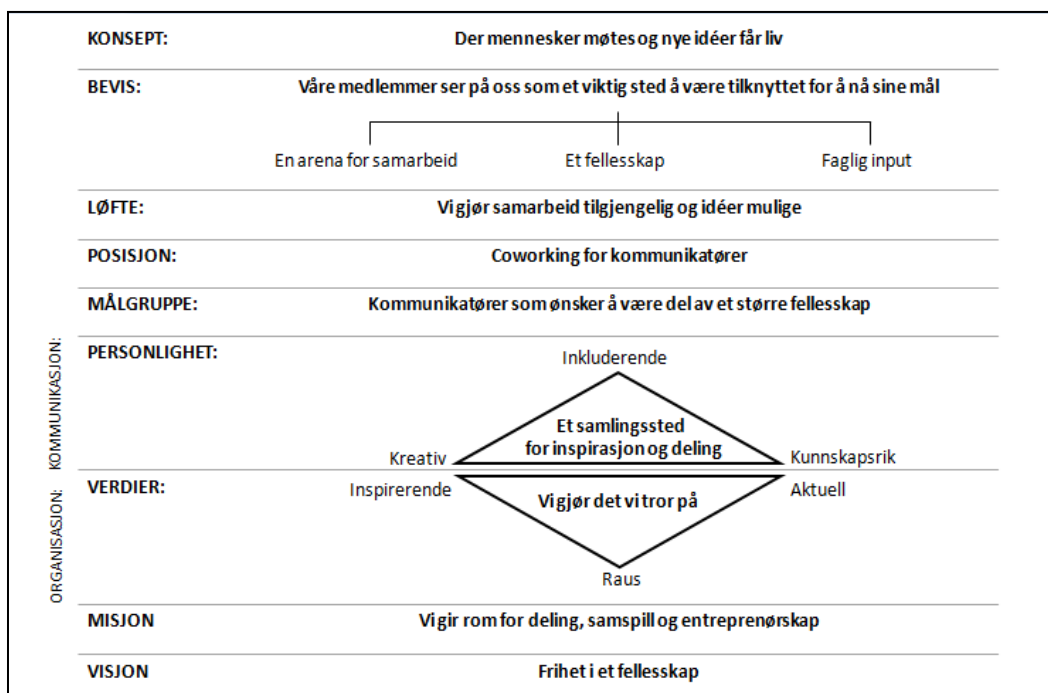 KONSEPT: Der mennesker møtes og nye idéer får liv
BEVIS: Våre medlemmer ser på oss som et viktig sted å være tilknyttet for å nå sine mål
En arena for samarbeid Et fellesskap Faglig input
LØFTE: Vi gjør samarbeid tilgjengelig og idéer mulige
POSISJON: Coworking for kommunikatører
MÅLGRUPPE: Kommunikatører som ønsker å være del av et større fellesskap
KOMMUNIKASJON:
PERSONLIGHET:
Inkluderende
Et samlingssted
for inspirasjon og deling
Kreativ Kunnskapsrik
ORGANISASJON:
VERDIER: Inspirerende Aktuell
Vi gjør det vi tror på
Raus
MISJON Vi gir rom for deling, samspill og entreprenørskap
VISJON Frihet i et fellesskap